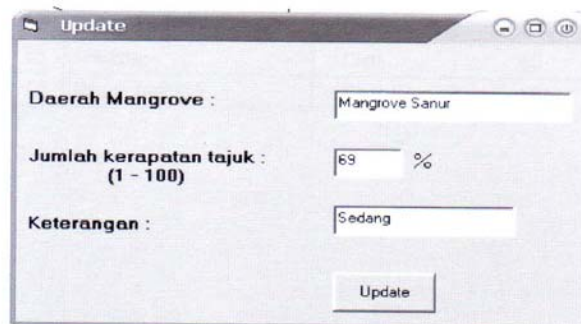 Update
Daerah Mangrove : Mangrove Sanur
Jumlah kerapatan tajuk : 69 %
(1 - 100)
Keterangan : Sedang
Update